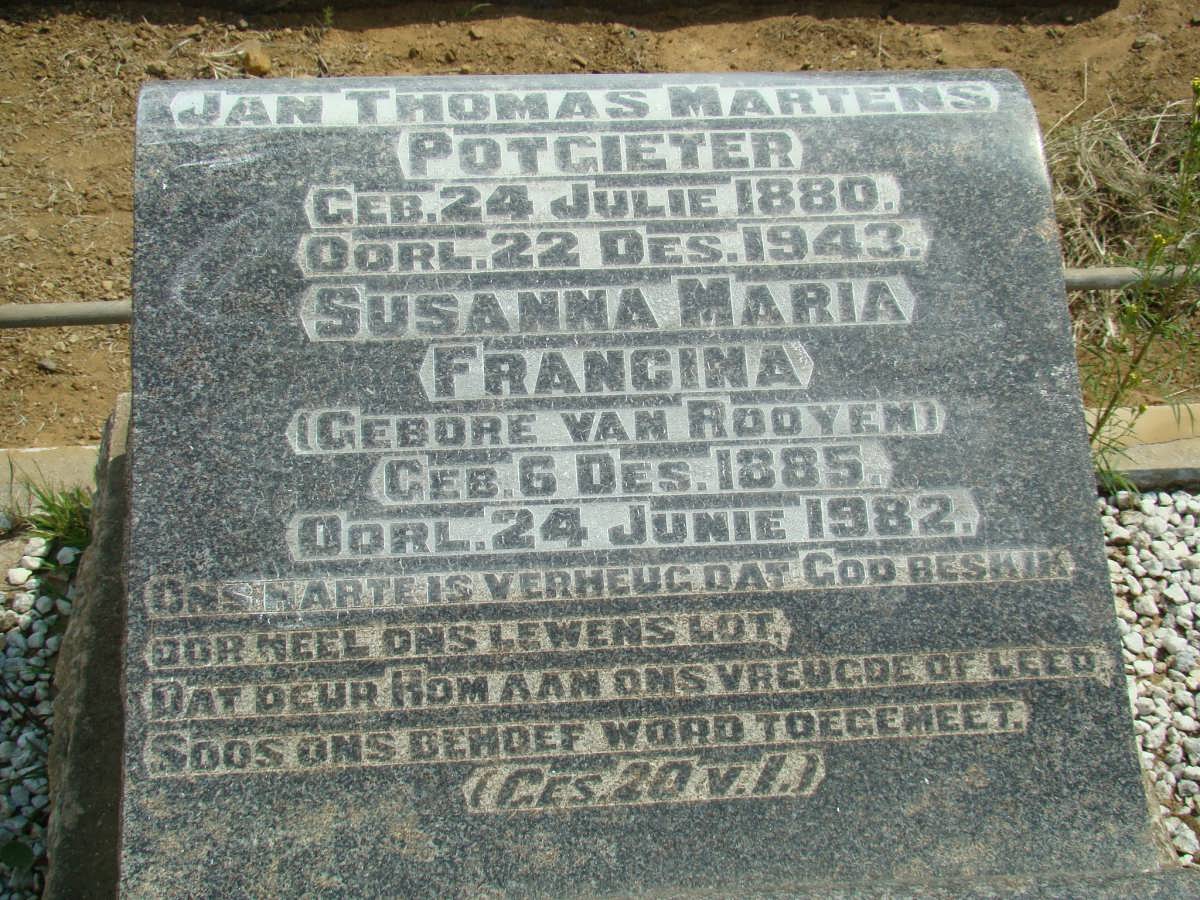 JAN THOMAS MARTENS
POTGIETER
GEB. 24 JULIE 1880.
OORL. 22 DES. 1943.
SUSANNA MARIA
FRANCINA
(GEBORE VAN ROOYEN)
GEB. 6 DES. 1885.
OORL. 24 JUNIE 1982.
ONS HARTE IS VERHEUG DAT GOD BESKIK
OOR HEEL ONS LEWENS LOT,
DAT DEUR HOM AAN ONS VREUGDE OF LEED,
SOOS ONS BEHOEF WORD TOEGEMEET.
(GES. 20 V. 1.)